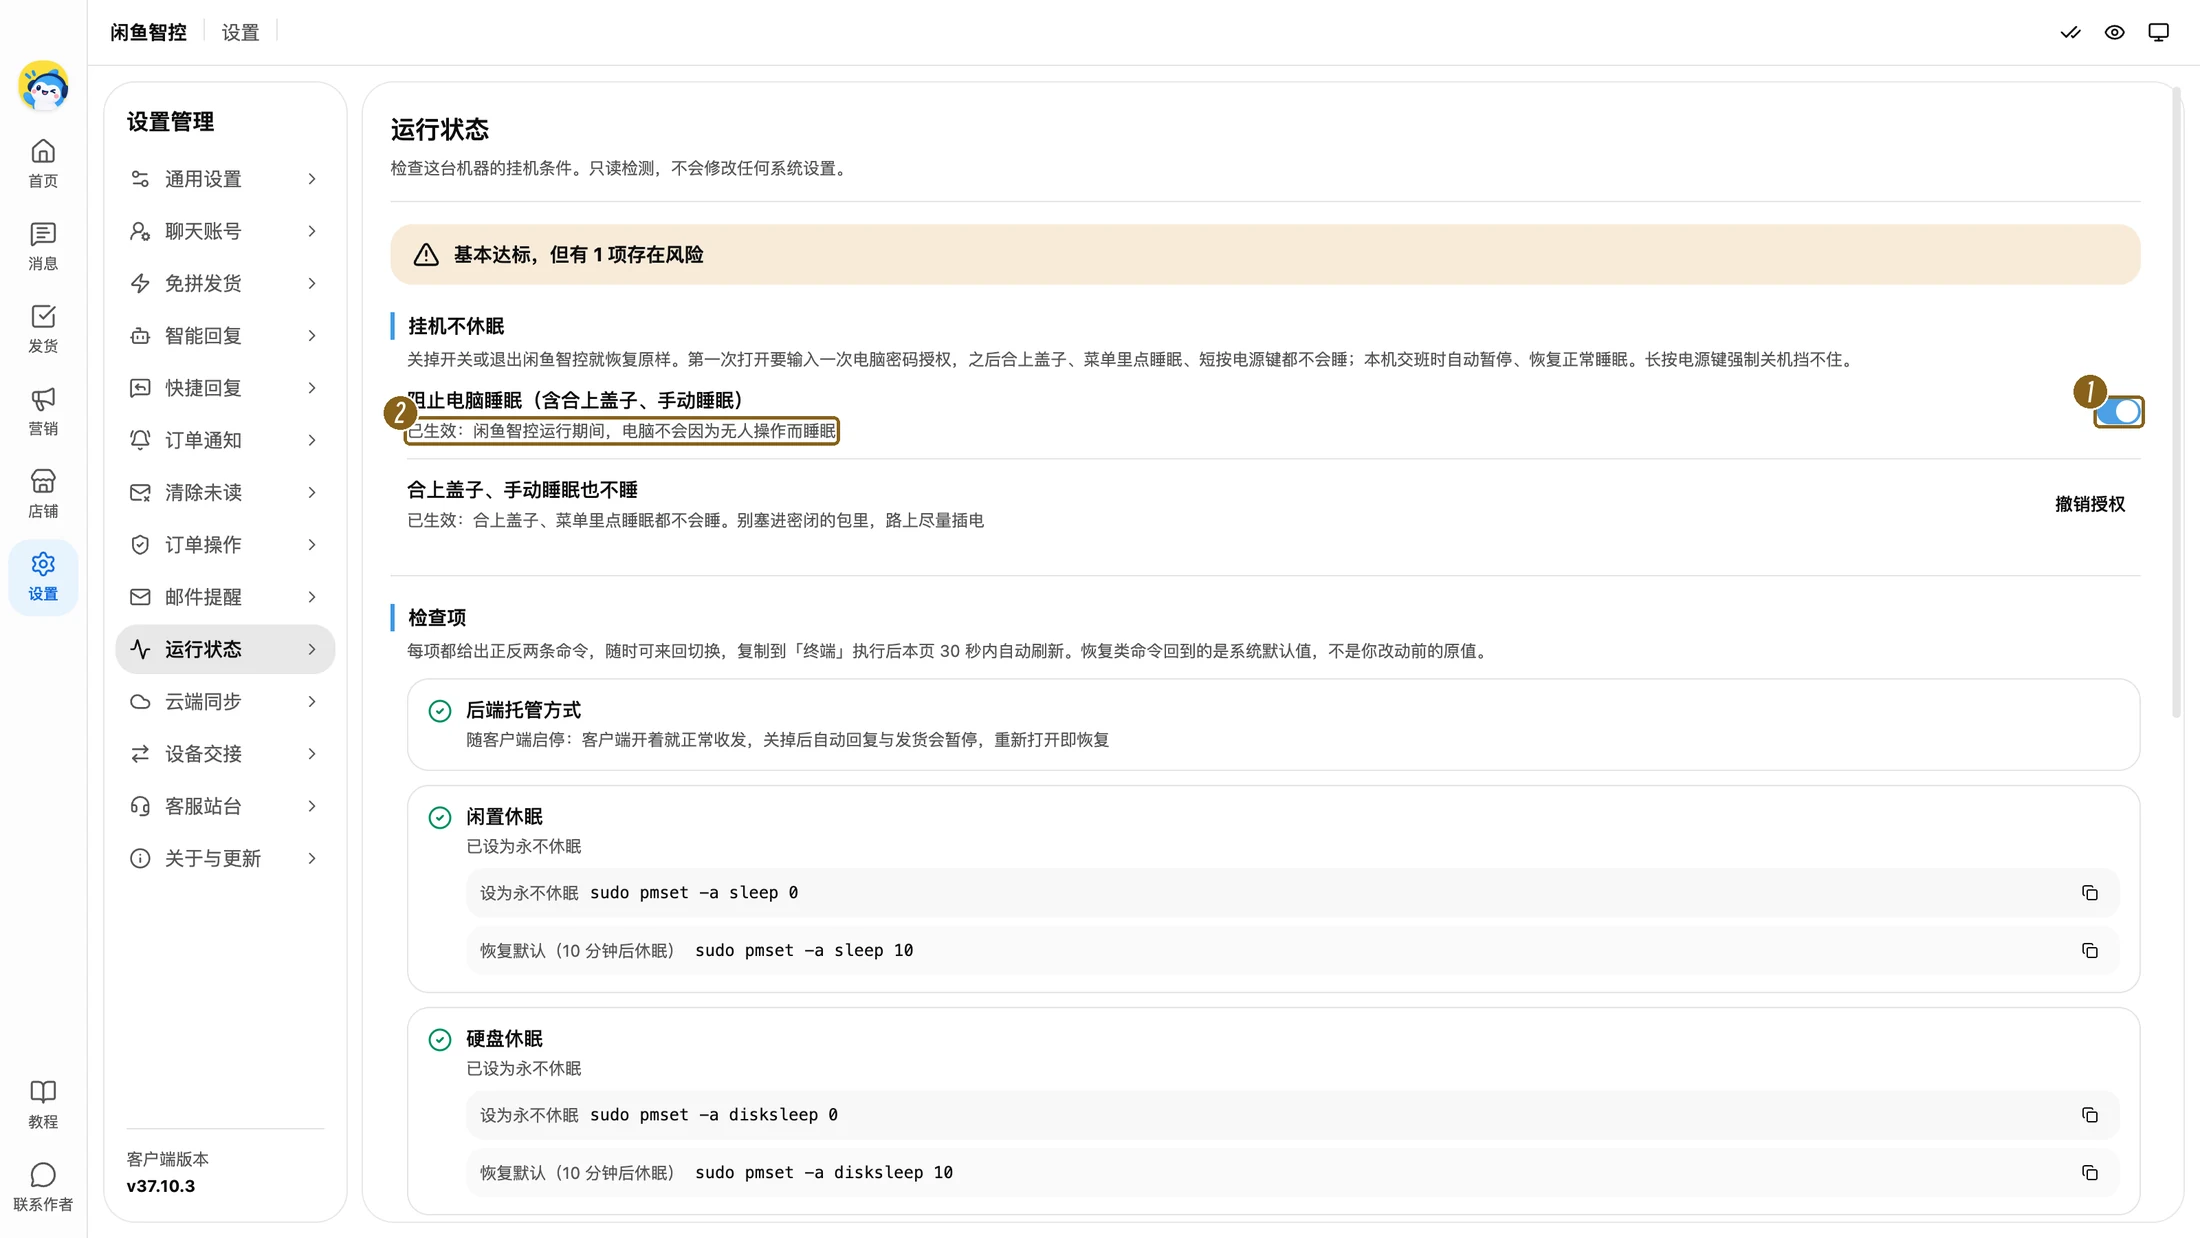 闲鱼智控
设置
首页
消息
发货
营销
店铺
设置
教程
联系作者
设置管理
通用设置
聊天账号
免拼发货
智能回复
快捷回复
订单通知
清除未读
订单操作
邮件提醒
运行状态
云端同步
设备交接
客服站台
关于与更新
客户端版本
v37.10.3
运行状态
检查这台机器的挂机条件。只读检测，不会修改任何系统设置。
基本达标，但有 1 项存在风险
挂机不休眠
关掉开关或退出闲鱼智控就恢复原样。第一次打开要输入一次电脑密码授权，之后合上盖子、菜单里点睡眠、短按电源键都不会睡；本机交班时自动暂停、恢复正常睡眠。长按电源键强制关机挡不住。
阻止电脑睡眠（含合上盖子、手动睡眠）
1
2
已生效：闲鱼智控运行期间，电脑不会因为无人操作而睡眠
合上盖子、手动睡眠也不睡
已生效：合上盖子、菜单里点睡眠都不会睡。别塞进密闭的包里，路上尽量插电
撤销授权
检查项
每项都给出正反两条命令，随时可来回切换，复制到「终端」执行后本页 30 秒内自动刷新。恢复类命令回到的是系统默认值，不是你改动前的原值。
后端托管方式
随客户端启停：客户端开着就正常收发，关掉后自动回复与发货会暂停，重新打开即恢复
闲置休眠
已设为永不休眠
设为永不休眠 sudo pmset -a sleep 0
恢复默认（10 分钟后休眠） sudo pmset -a sleep 10
硬盘休眠
已设为永不休眠
设为永不休眠 sudo pmset -a disksleep 0
恢复默认（10 分钟后休眠） sudo pmset -a disksleep 10